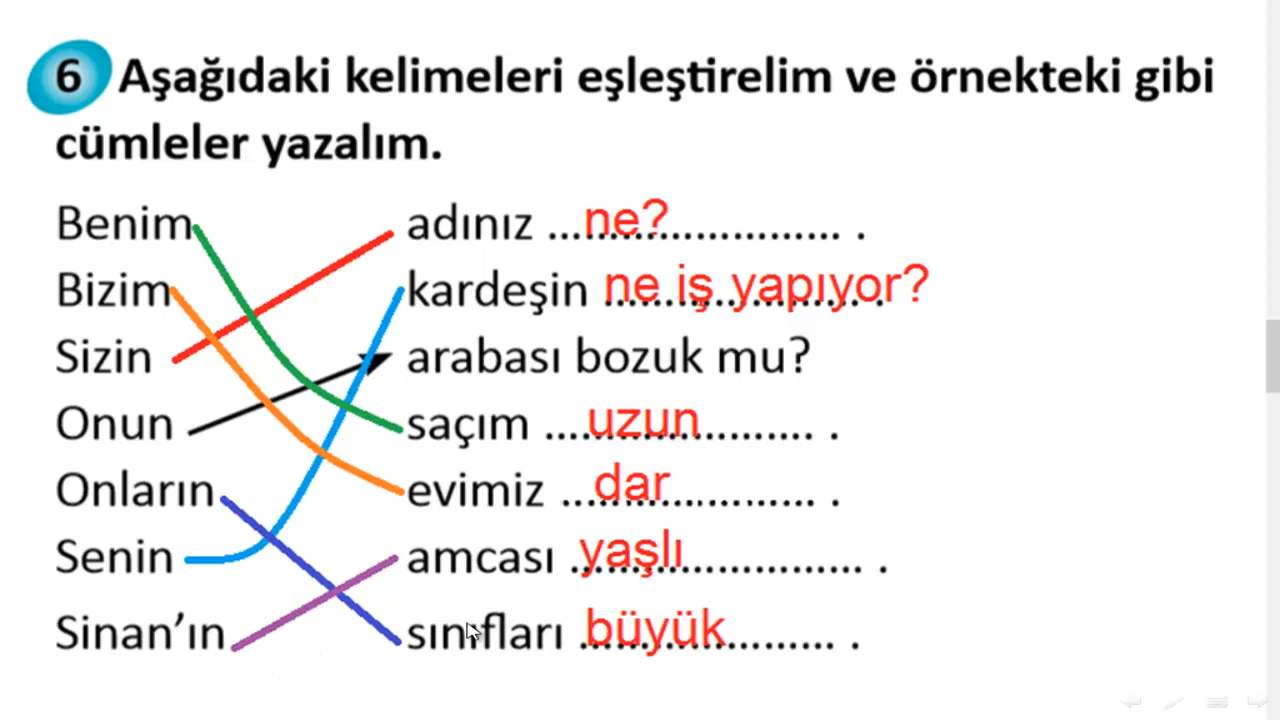 6 Aşağıdaki kelimeleri eşleştirelim ve örnekteki gibi
cümleler yazalım.
Benim adınız ...ne?...................... .
Bizim kardeşin ne iş yapıyor? .
Sizin arabası bozuk mu?
Onun saçım ...uzun.................... .
Onların evimiz ...dar.................... .
Senin amcası .yaşlı...................... .
Sinan’ın sınıfları .büyük.................... .